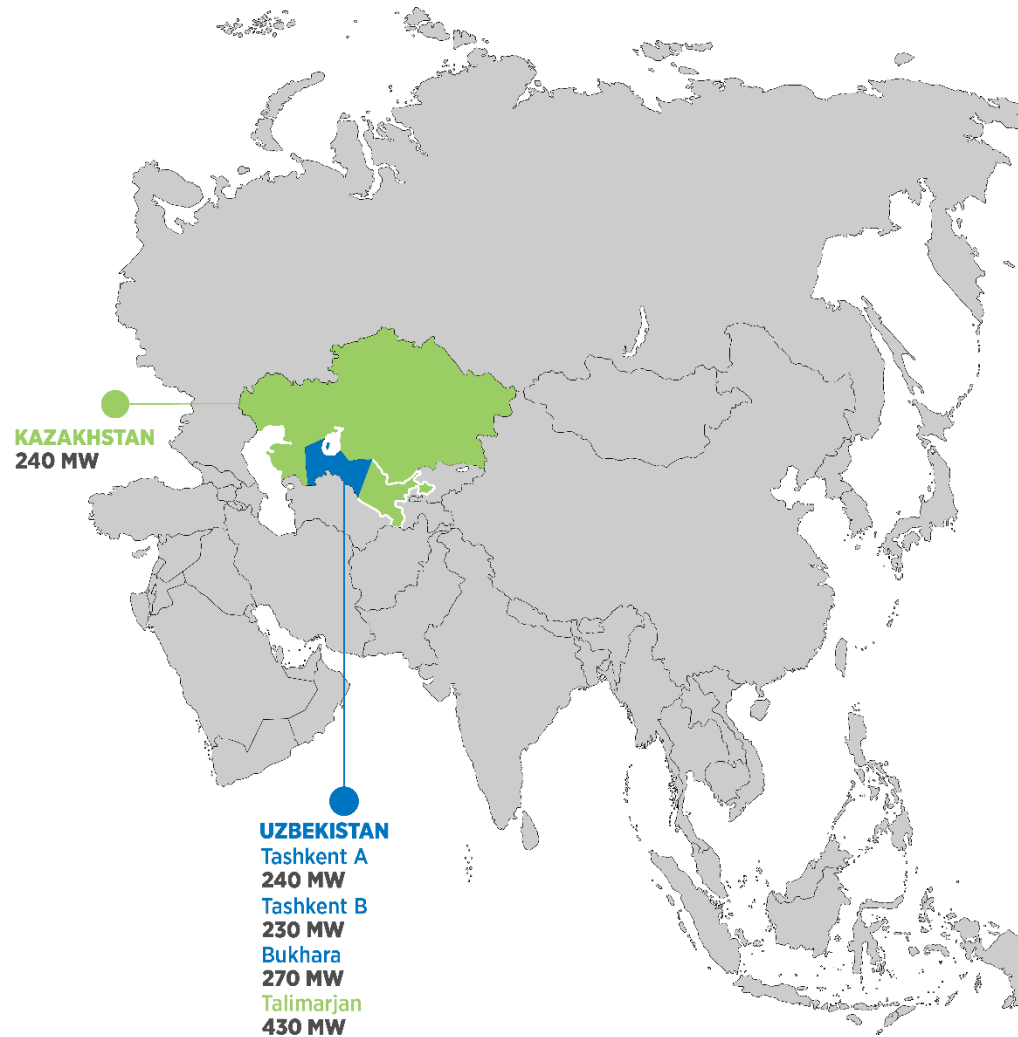 KAZAKHSTAN
240 MW
UZBEKISTAN
Tashkent A
240 MW
Tashkent B
230 MW
Bukhara
270 MW
Talimarjan
430 MW